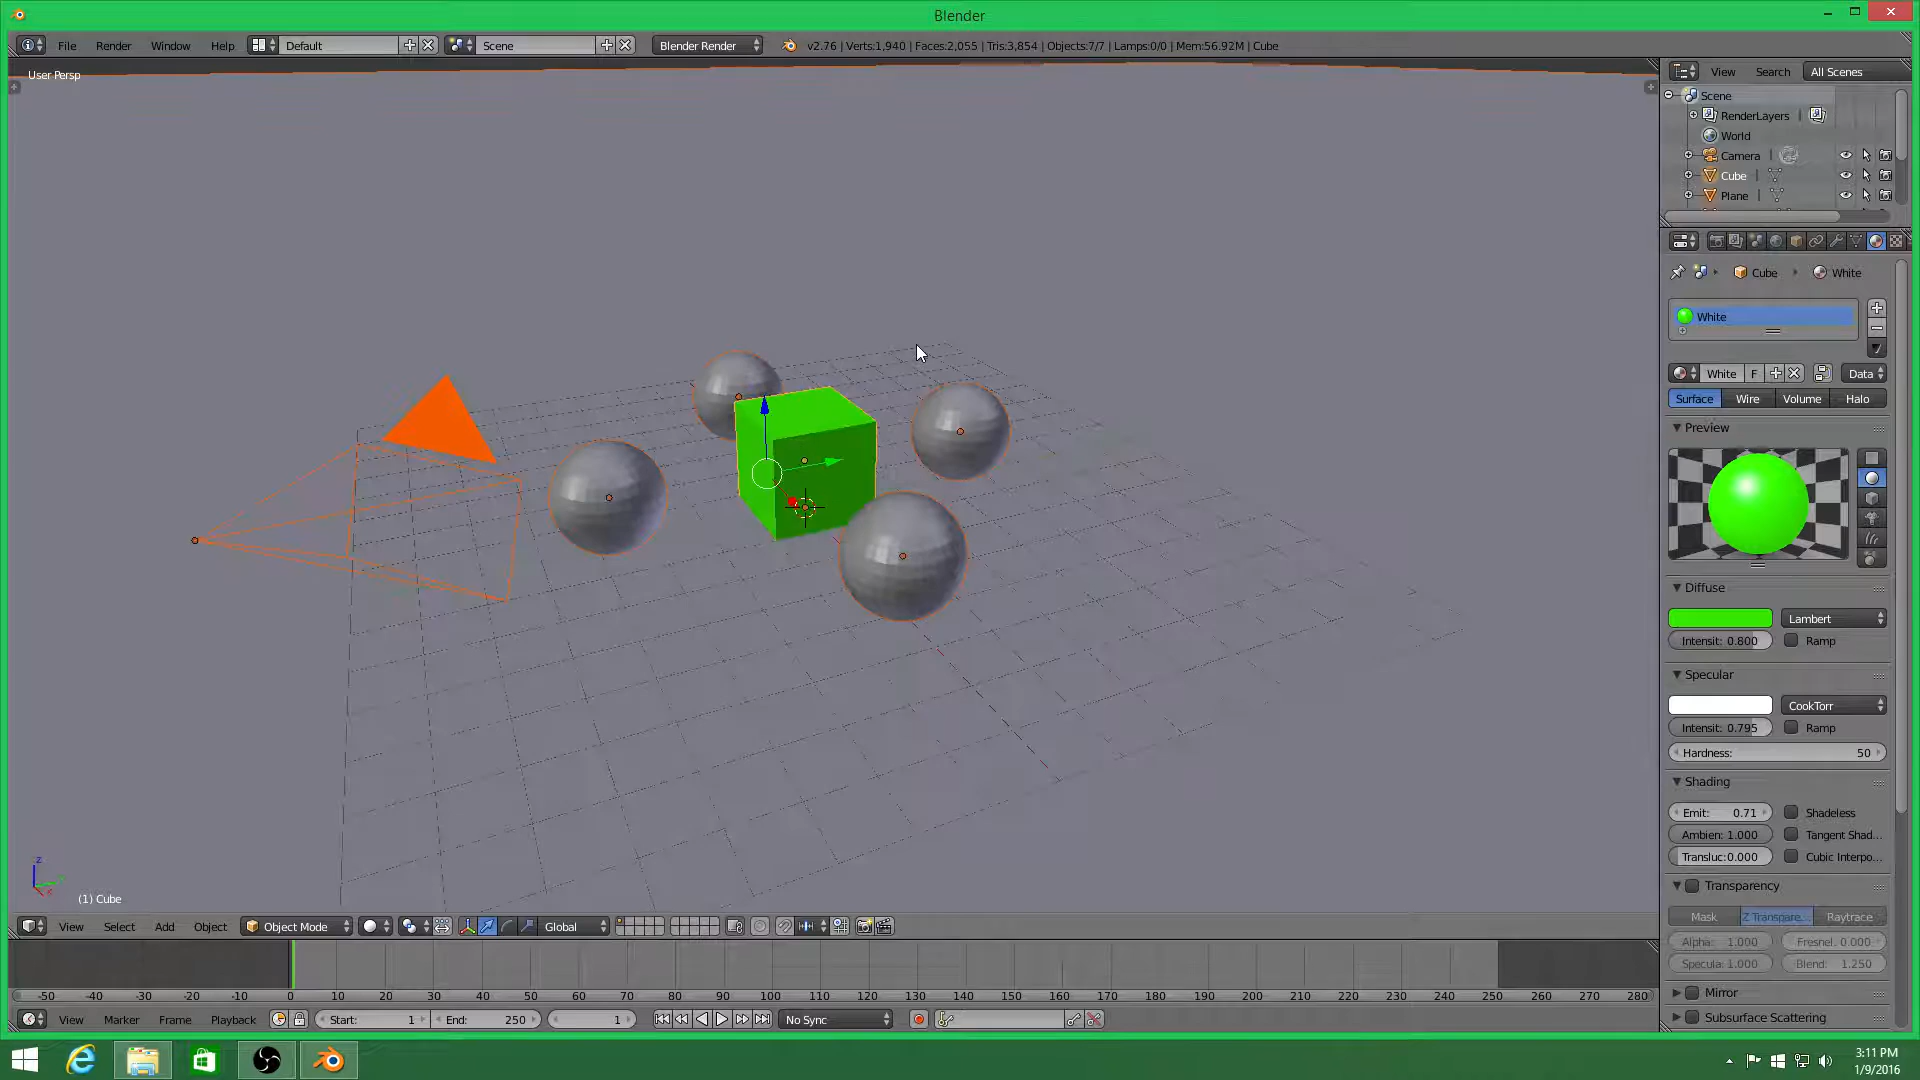 Blender
File Render Window Help Default Scene Blender Render v2.76 | Verts:1,940 | Faces:2,055 | Tris:3,854 | Objects:7/7 | Lamps:0/0 | Mem:56.92M | Cube
User Persp
View Search All Scenes
Scene
RenderLayers
World
Camera
Cube
Plane
Cube White
White
White F Data
Surface Wire Volume Halo
Preview
Diffuse
Lambert
Intensit: 0.800 Ramp
Specular
CookTorr
Intensit: 0.795 Ramp
Hardness: 50
Shading
Emit: 0.71 Shadeless
Ambien: 1.000 Tangent Shad...
Transluc:0.000 Cubic Interpo...
Transparency
Mask Z Transpare... Raytrace
Alpha: 1.000 Fresnel: 0.000
Specula: 1.000 Blend: 1.250
Mirror
Subsurface Scattering
z
(1) Cube
View Select Add Object Object Mode Global
-50 -40 -30 -20 -10 0 10 20 30 40 50 60 70 80 90 100 110 120 130 140 150 160 170 180 190 200 210 220 230 240 250 260 270 280
View Marker Frame Playback Start: 1 End: 250 1 No Sync
3:11 PM
1/9/2016